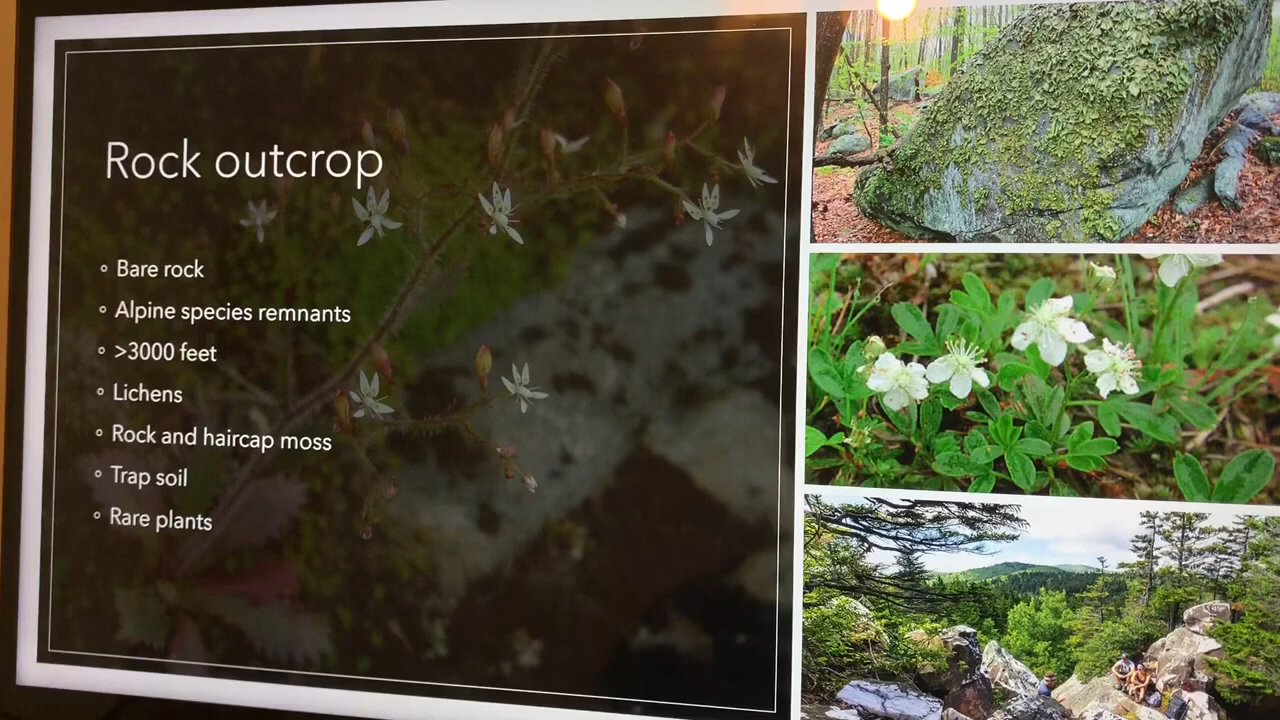 Rock outcrop
◦ Bare rock
◦ Alpine species remnants
◦ >3000 feet
◦ Lichens
◦ Rock and haircap moss
◦ Trap soil
◦ Rare plants